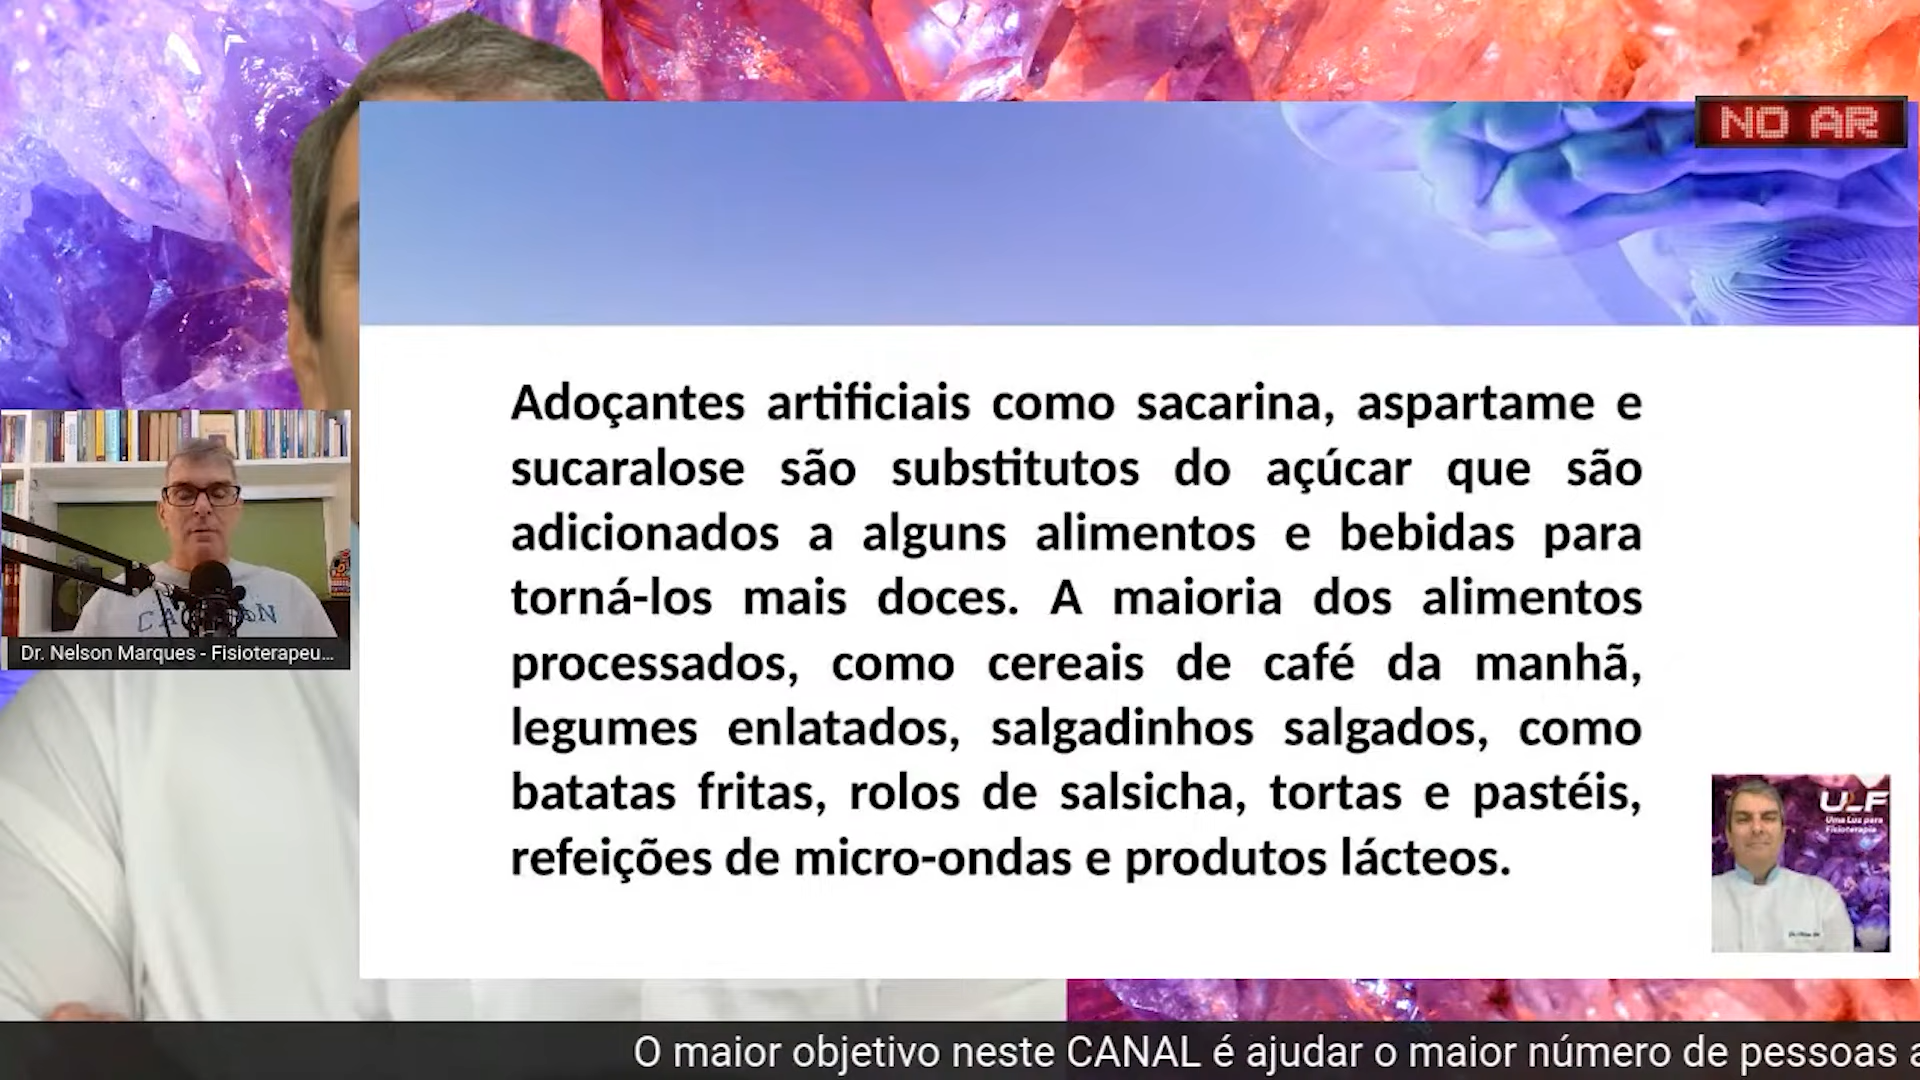 NO AR
Adoçantes artificiais como sacarina, aspartame e
sucaralose são substitutos do açúcar que são
adicionados a alguns alimentos e bebidas para
torná-los mais doces. A maioria dos alimentos
processados, como cereais de café da manhã,
legumes enlatados, salgadinhos salgados, como
batatas fritas, rolos de salsicha, tortas e pastéis,
refeições de micro-ondas e produtos lácteos.
Dr. Nelson Marques - Fisioterapeu...
Uma Luz para
Fisioterapia
O maior objetivo neste CANAL é ajudar o maior número de pessoas a